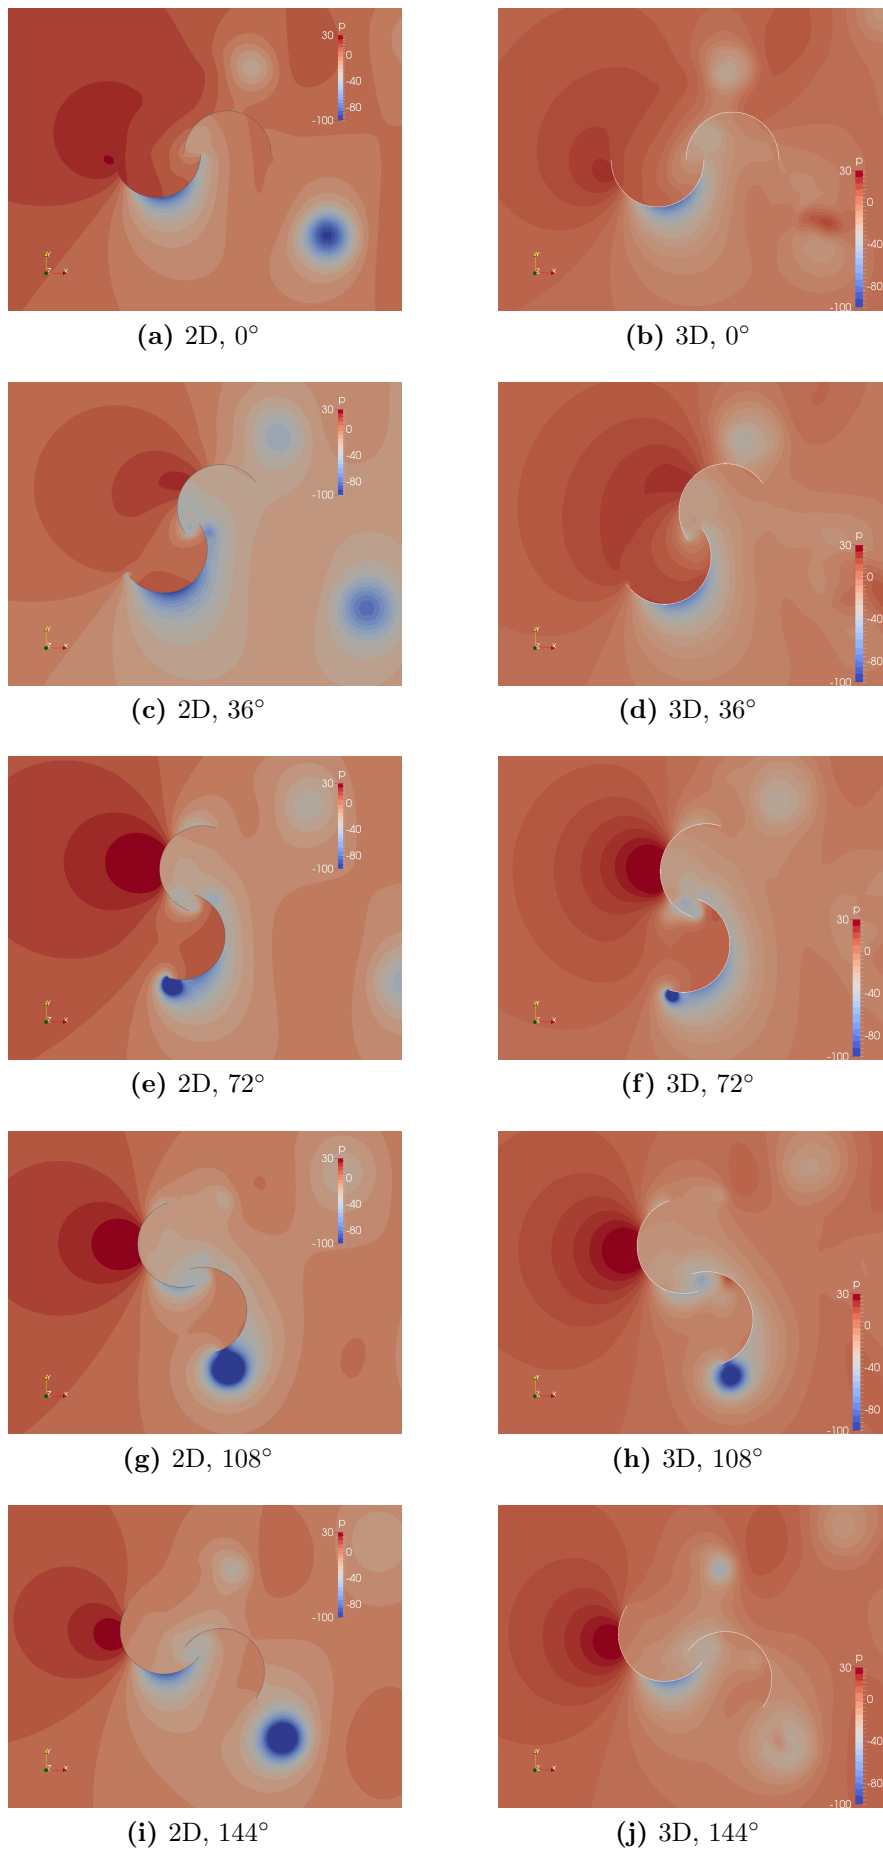 p
30
0
-40
-80
-100
Y
Z
X
p
30
0
-40
-80
-100
Y
Z
X
(a) 2D, 0°
(b) 3D, 0°
p
30
0
-40
-80
-100
Y
Z
X
p
30
0
-40
-80
-100
Y
Z
X
(c) 2D, 36°
(d) 3D, 36°
p
30
0
-40
-80
-100
Y
Z
X
p
30
0
-40
-80
-100
Y
Z
X
(e) 2D, 72°
(f) 3D, 72°
p
30
0
-40
-80
-100
Y
Z
X
p
30
0
-40
-80
-100
Y
Z
X
(g) 2D, 108°
(h) 3D, 108°
p
30
0
-40
-80
-100
Y
Z
X
p
30
0
-40
-80
-100
Y
Z
X
(i) 2D, 144°
(j) 3D, 144°